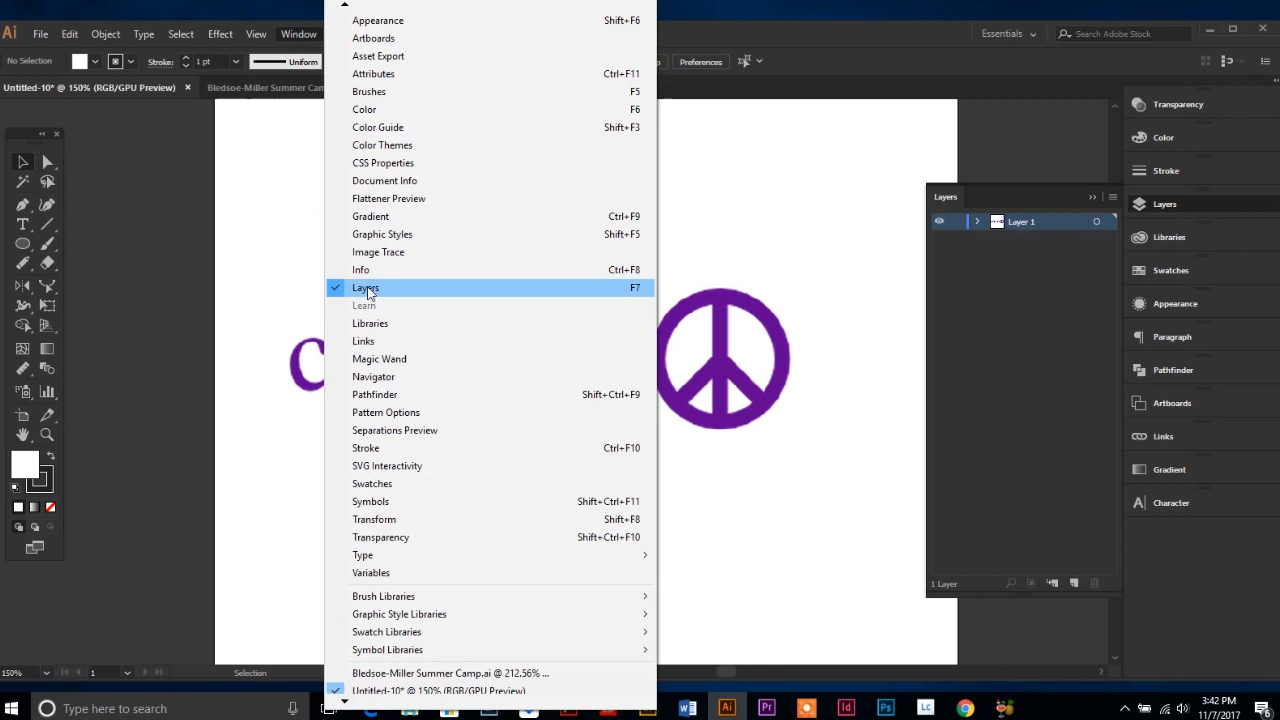 Ai File Edit Object Type Select Effect View Window Essentials Search Adobe Stock
No Selection Stroke: 1 pt Uniform Preferences
Untitled-10* @ 150% (RGB/GPU Preview) × Bledsoe-Miller Summer Cam
Appearance Shift+F6
Artboards
Asset Export
Attributes Ctrl+F11
Brushes F5
Color F6
Color Guide Shift+F3
Color Themes
CSS Properties
Document Info
Flattener Preview
Gradient Ctrl+F9
Graphic Styles Shift+F5
Image Trace
Info Ctrl+F8
Layers F7
Learn
Libraries
Links
Magic Wand
Navigator
Pathfinder Shift+Ctrl+F9
Pattern Options
Separations Preview
Stroke Ctrl+F10
SVG Interactivity
Swatches
Symbols Shift+Ctrl+F11
Transform Shift+F8
Transparency Shift+Ctrl+F10
Type
Variables
Brush Libraries
Graphic Style Libraries
Swatch Libraries
Symbol Libraries
Bledsoe-Miller Summer Camp.ai @ 212.56% ...
Untitled-10* @ 150% (RGB/GPU Preview)
Layers
Layer 1
1 Layer
Transparency
Color
Stroke
Layers
Libraries
Swatches
Appearance
Paragraph
Pathfinder
Artboards
Links
Gradient
Character
150% 1 Selection
Type here to search
Ai Pr Id Ps Lc
3:42 PM
11/7/2017